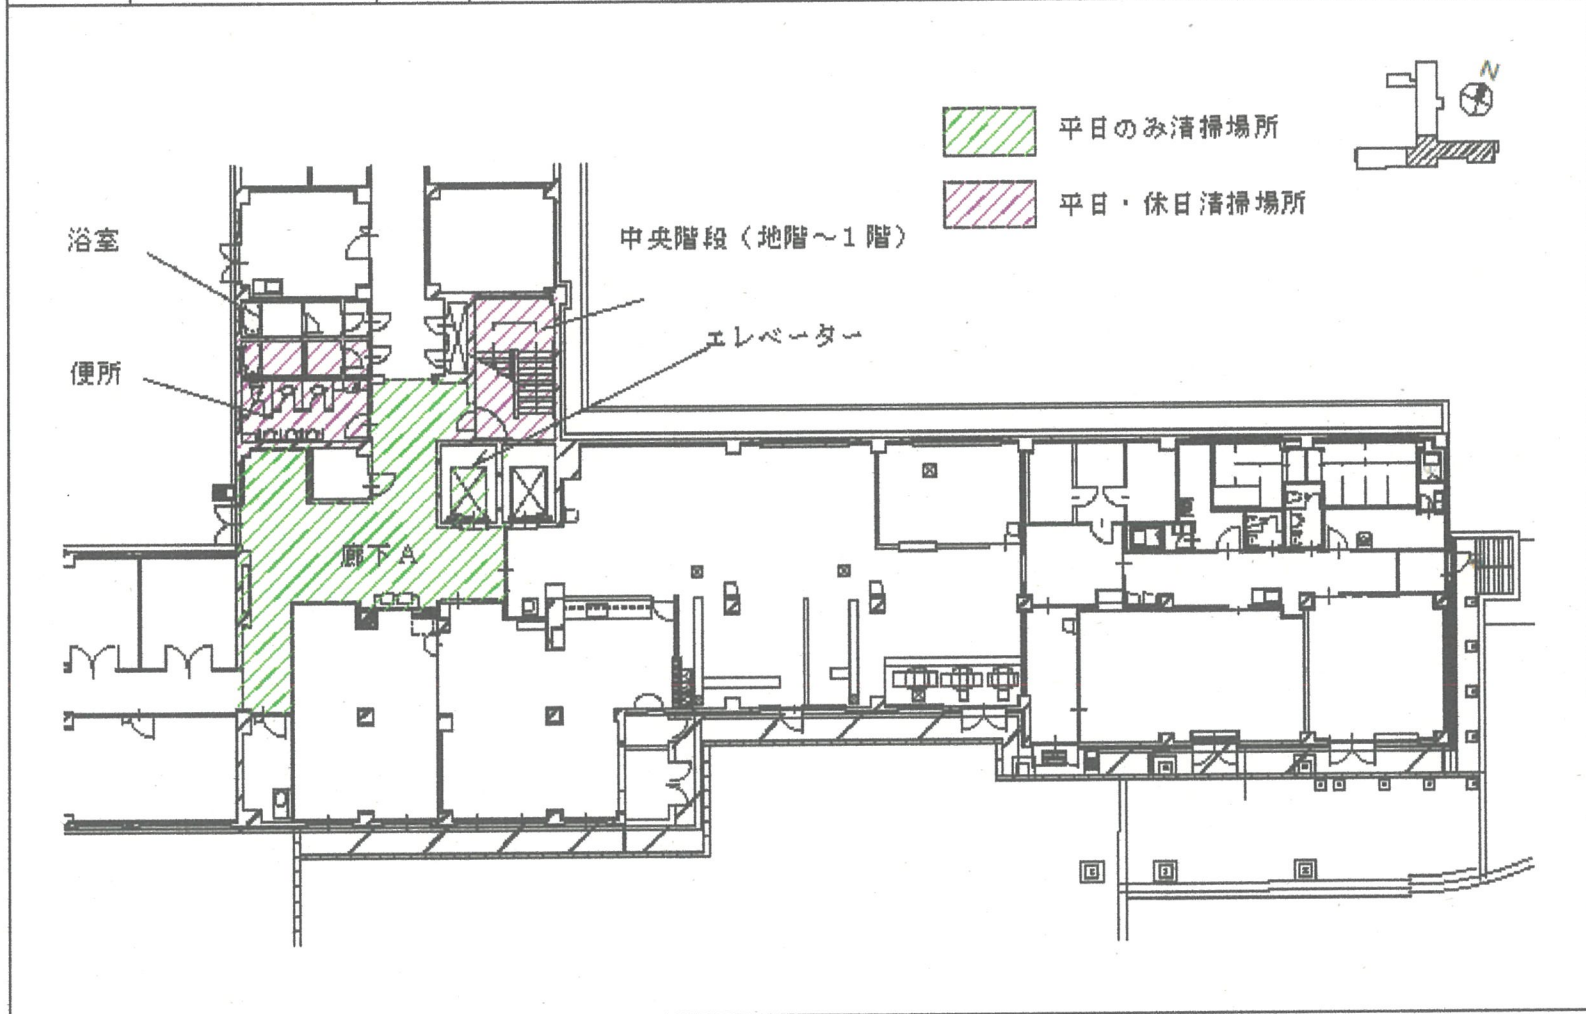 N
平日のみ清掃場所
平日・休日清掃場所
中央階段（地階～１階）
浴室
エレベーター
便所
廊下Ａ